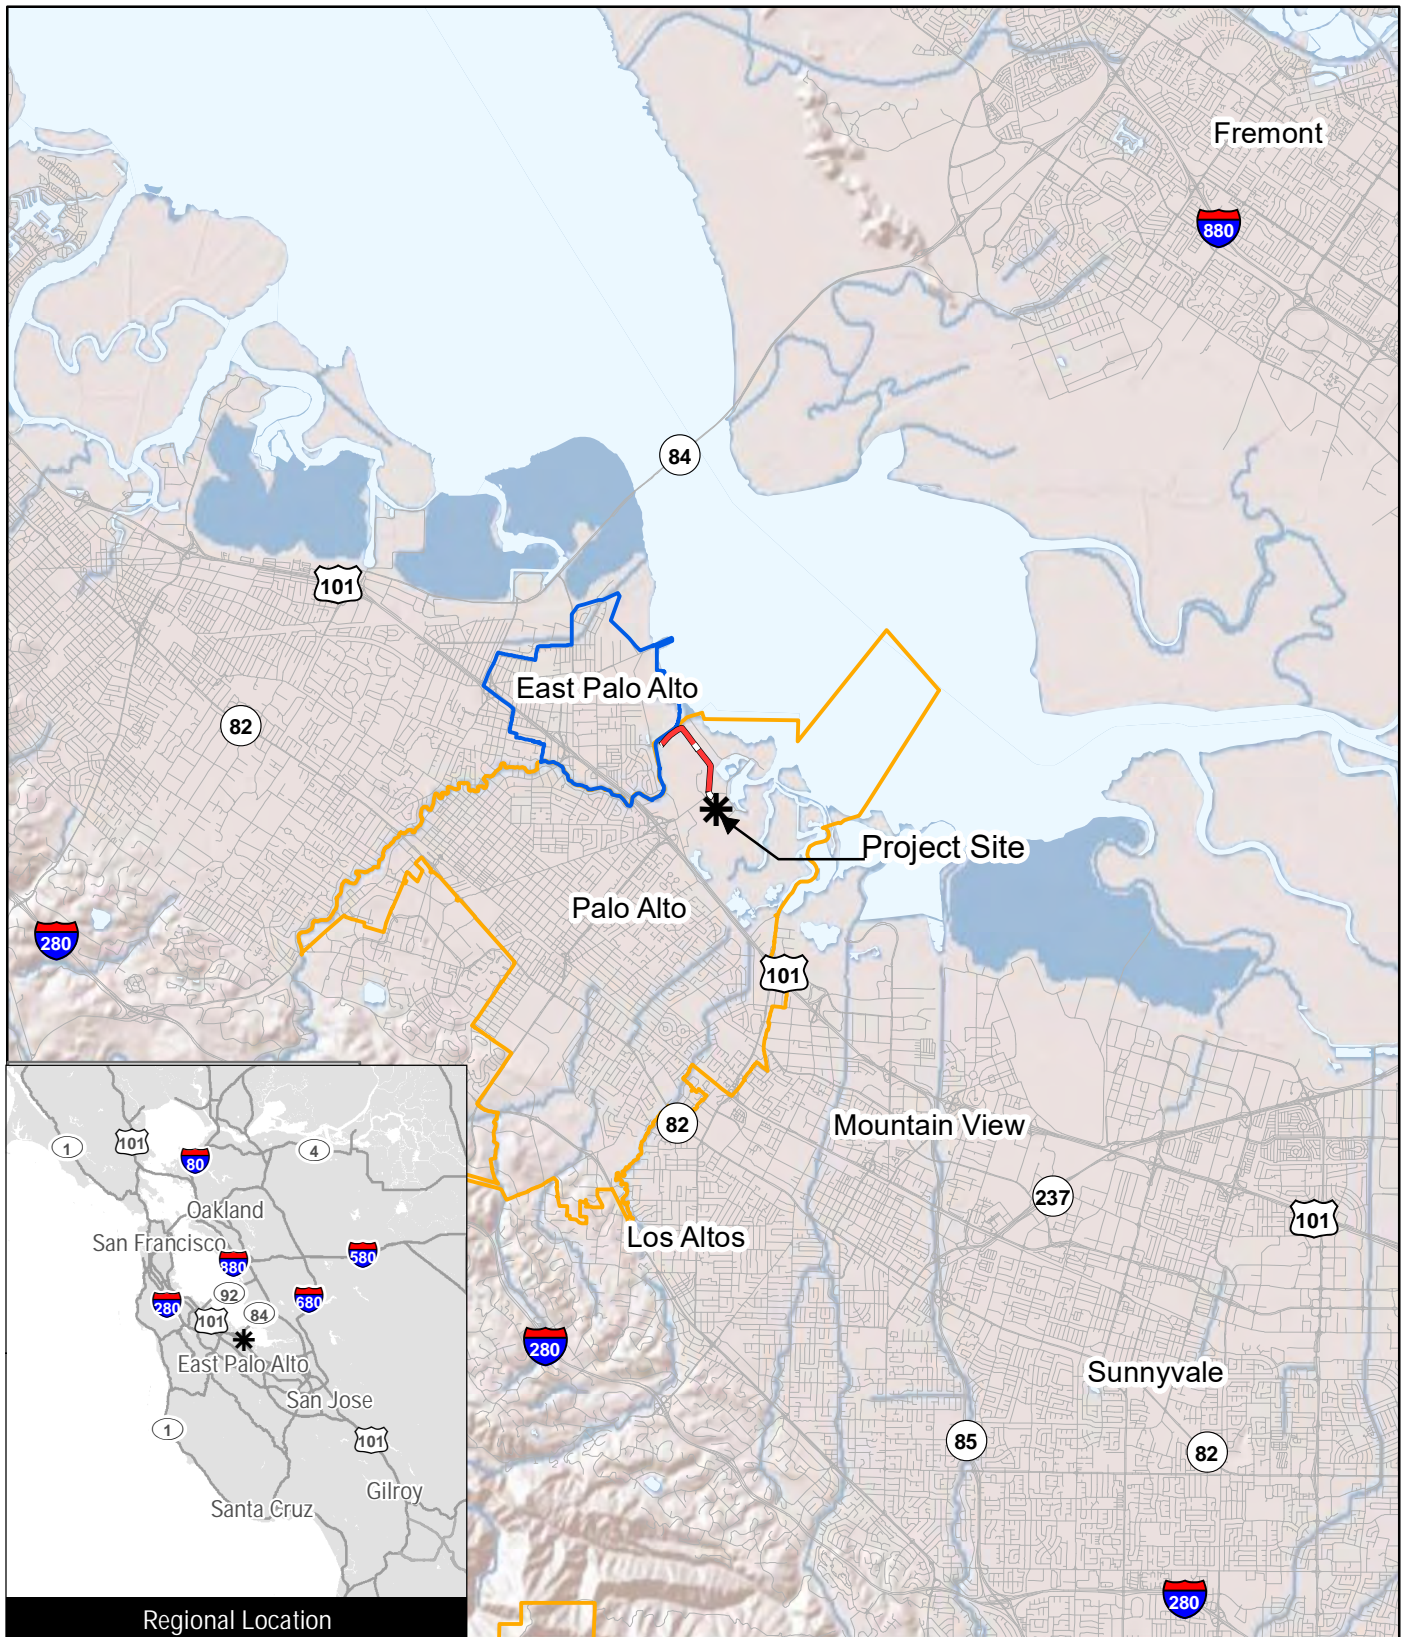 Fremont
880
84
101
East Palo Alto
82
Project Site
280
Palo Alto
101
82
Mountain View
237
101
Los Altos
280
Sunnyvale
85
82
280
1
101
80
4
Oakland
San Francisco
880
580
280
92
680
101
84
East Palo Alto
San Jose
1
101
Gilroy
Santa Cruz
Regional Location